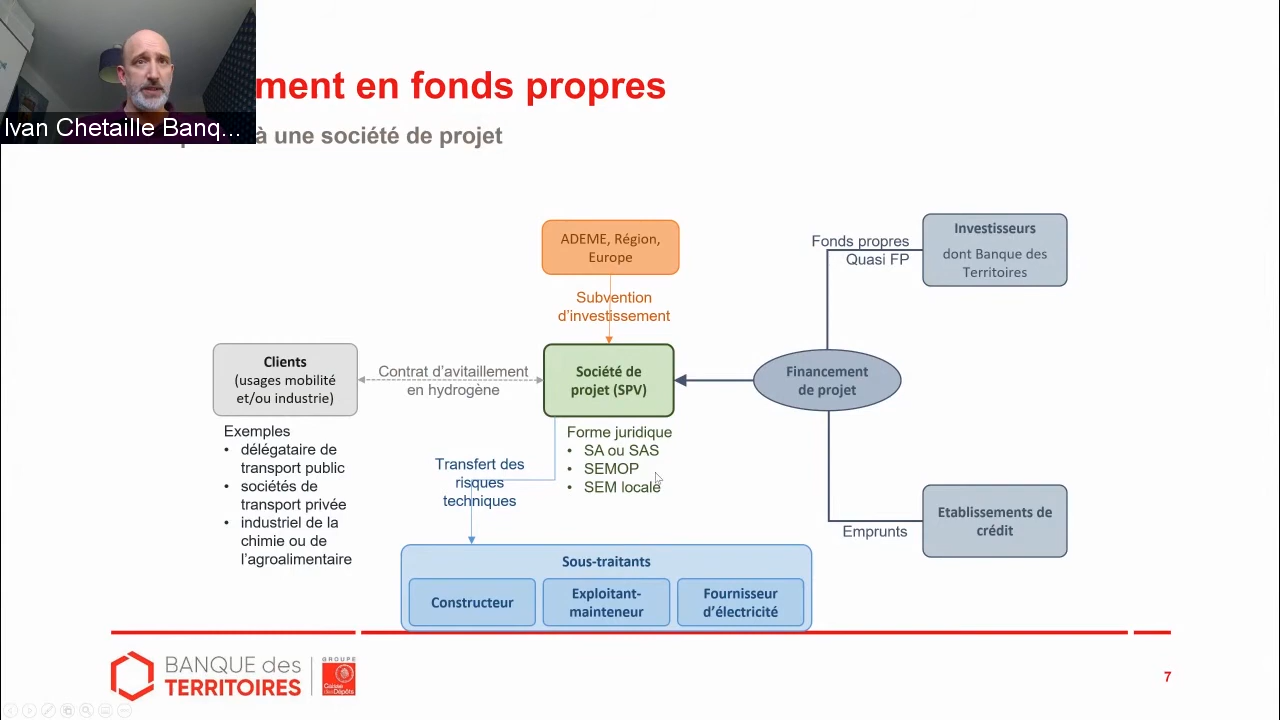 ment en fonds propres
à une société de projet
Ivan Chetaille Banq...
ADEME, Région,
Europe
Subvention
d'investissement
Fonds propres
Quasi FP
Investisseurs
dont Banque des
Territoires
Clients
(usages mobilité
et/ou industrie)
Contrat d'avitaillement
en hydrogène
Société de
projet (SPV)
Financement
de projet
Exemples
• délégataire de
transport public
• sociétés de
transport privée
• industriel de la
chimie ou de
l'agroalimentaire
Forme juridique
• SA ou SAS
• SEMOP
• SEM locale
Transfert des
risques
techniques
Emprunts
Etablissements de
crédit
Sous-traitants
Constructeur
Exploitant-
mainteneur
Fournisseur
d'électricité
BANQUE des
TERRITOIRES
GROUPE
Caisse
des Dépôts
7